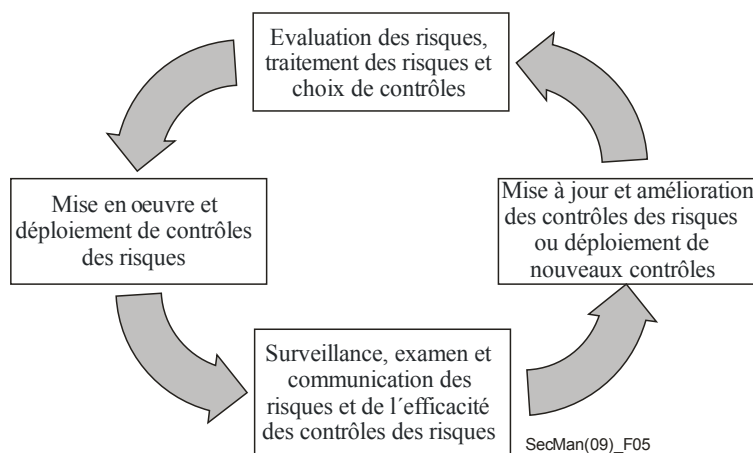 Evaluation des risques,
traitement des risques et
choix de contrôles
Mise en oeuvre et
déploiement de contrôles
des risques
Mise à jour et amélioration
des contrôles des risques
ou déploiement de
nouveaux contrôles
Surveillance, examen et
communication des
risques et de l´efficacité
des contrôles des risques
SecMan(09)_F05